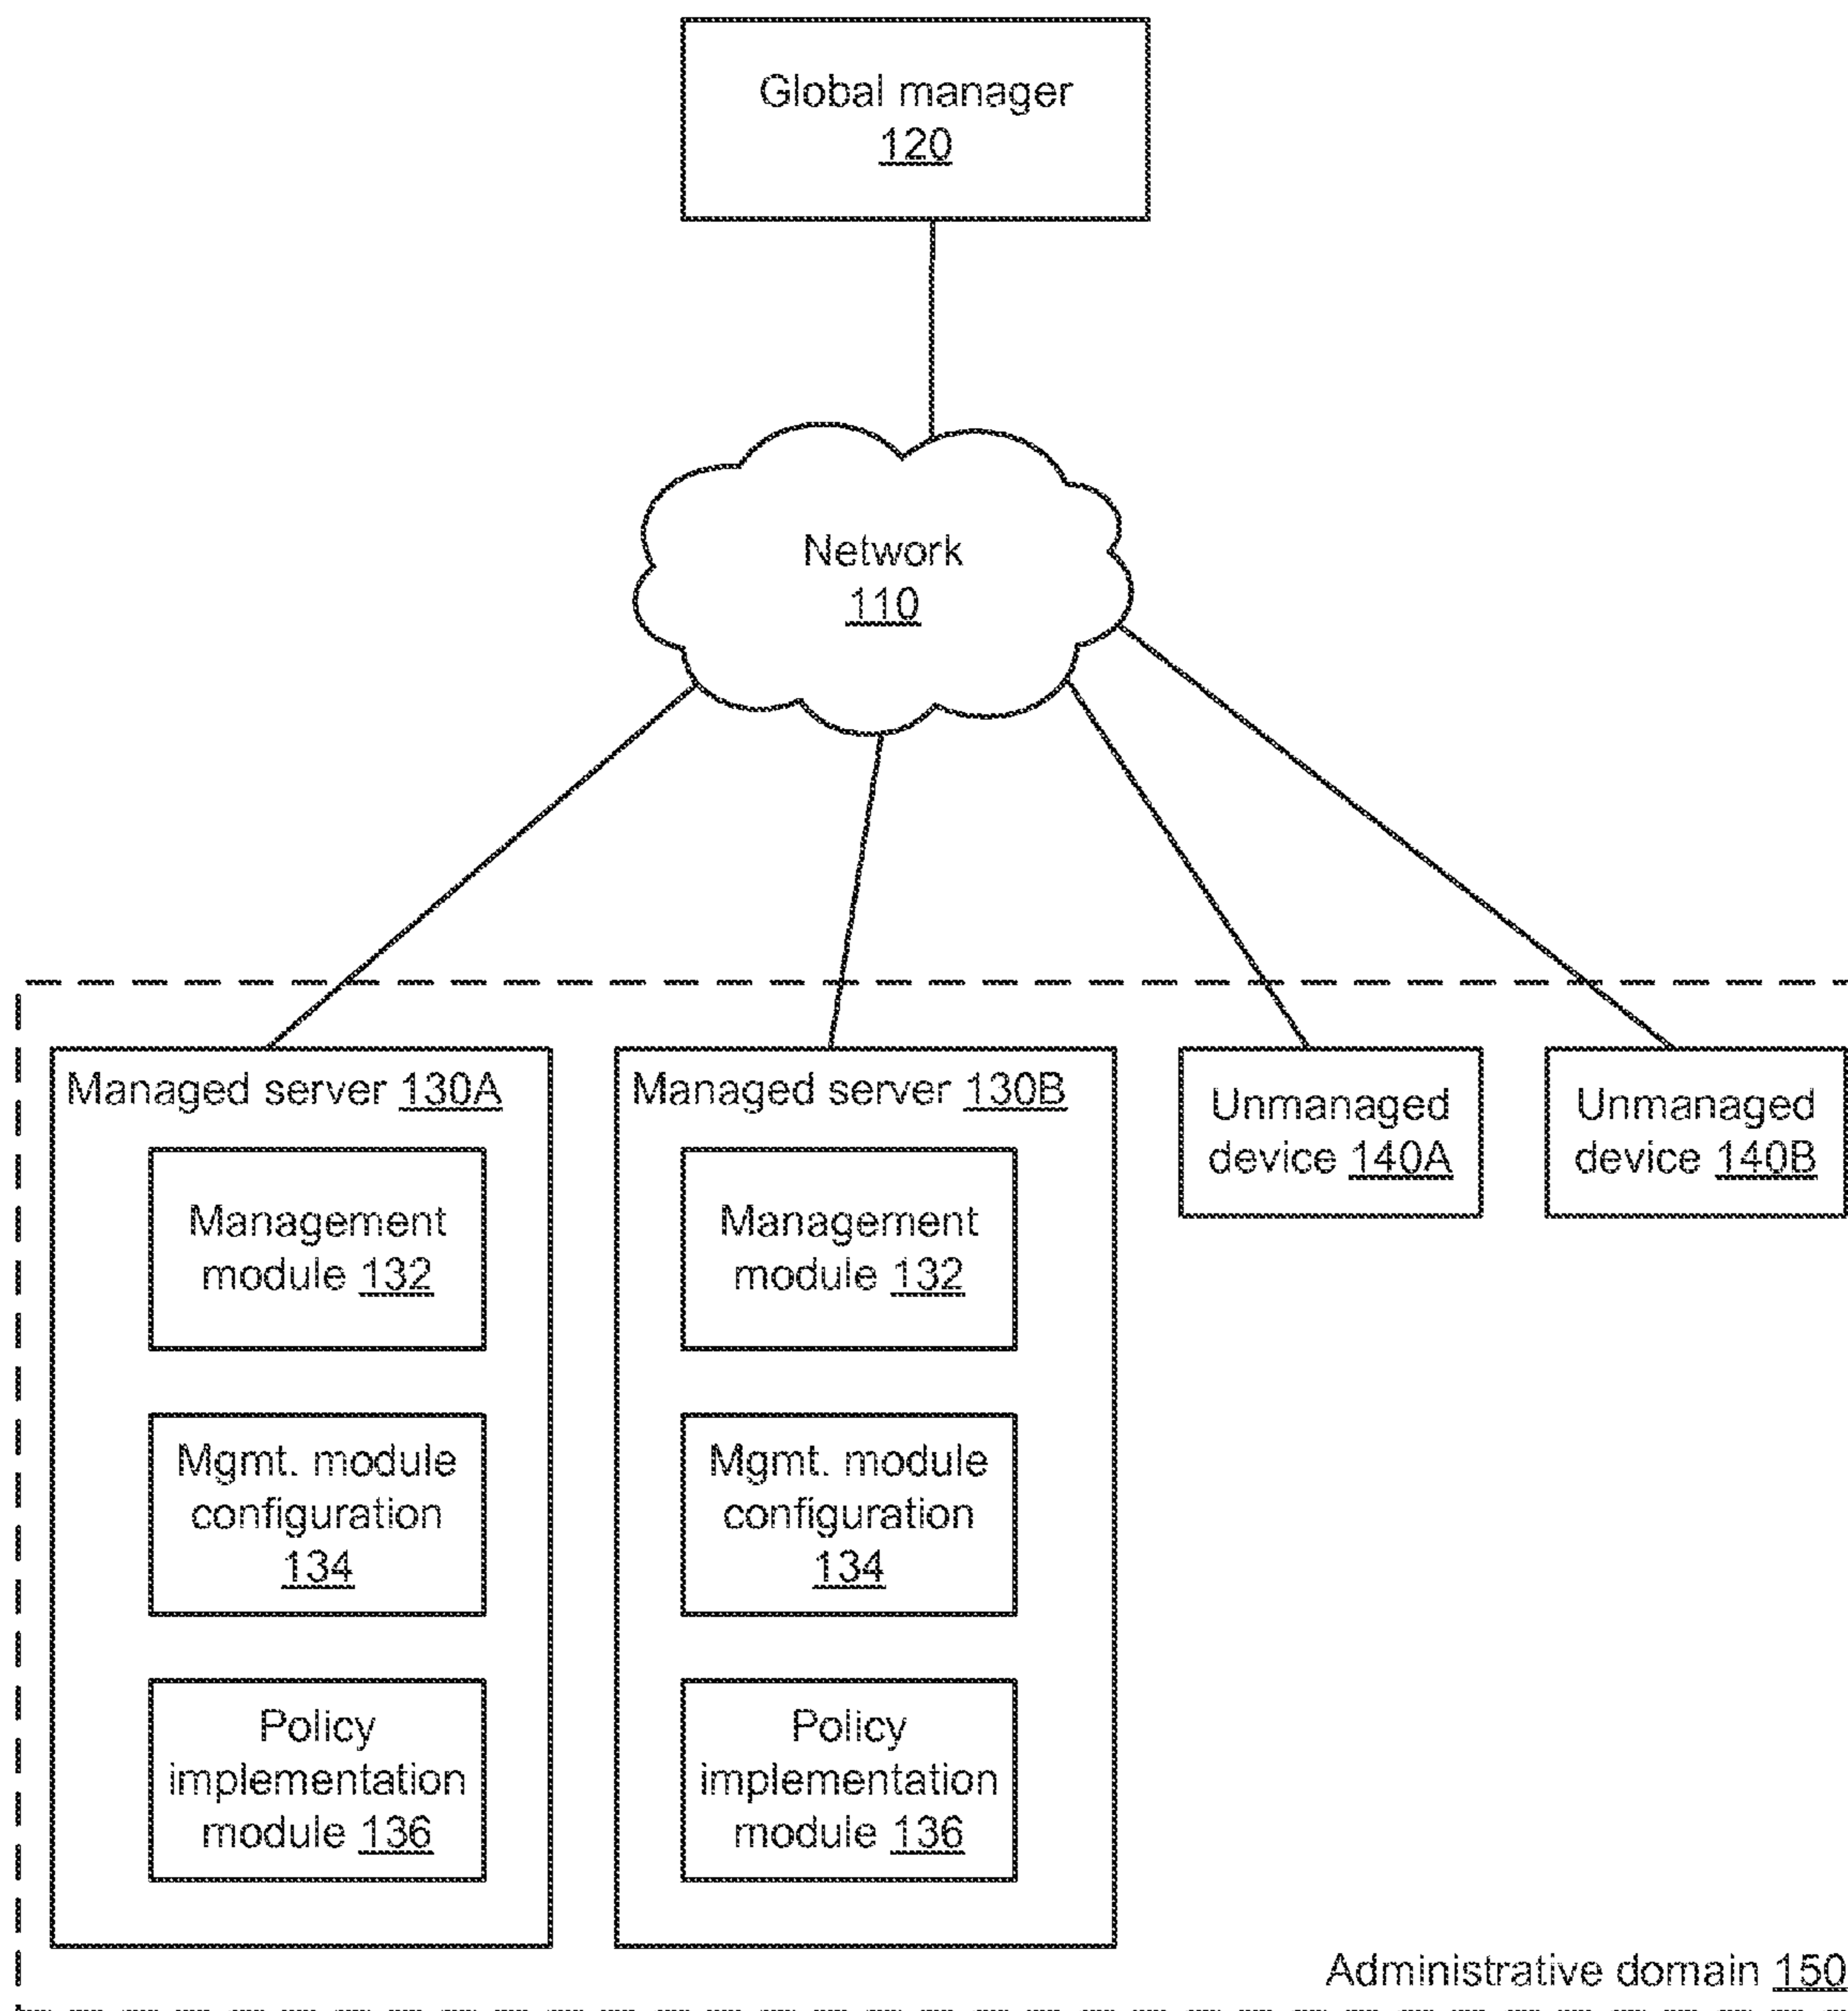 Global manager
120
Network
110
Managed server 130A
Management
module 132
Mgmt. module
configuration
134
Policy
implementation
module 136
Managed server 130B
Management
module 132
Mgmt. module
configuration
134
Policy
implementation
module 136
Unmanaged
device 140A
Unmanaged
device 140B
Administrative domain 150